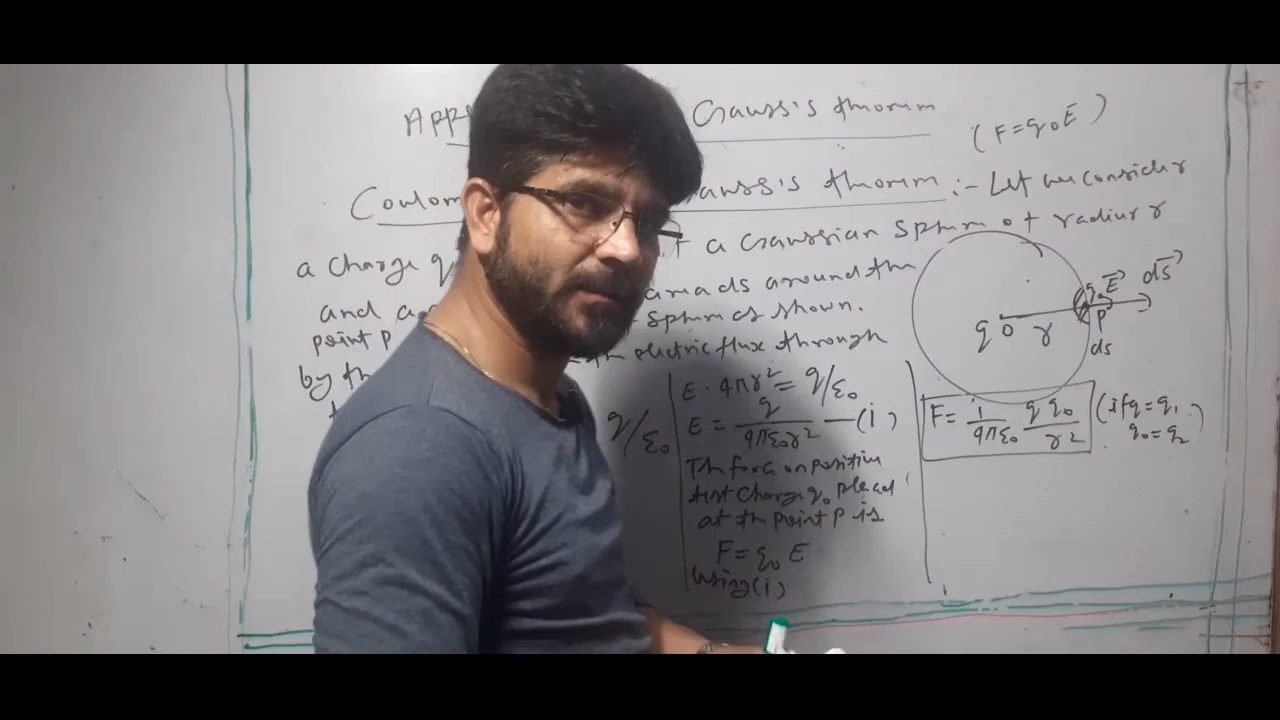 App Gauss's theorem
(F=q₀E)
Coulom Gauss's theorem :- Let we consider
a charge q t a Gaussian sphere of radius r
and a area ds around the
point P sphere as shown.
by th the electric flux through
q/ε₀
E · 4πr² = q/ε₀
E = q/4πε₀r² —(i)
The force on positive
test charge q₀ placed
at the point P is
F = q₀ E
using (i)
q₀ E⃗ ds⃗
q O r P
ds
F = 1/4πε₀ q q₀/r² (if q = q₁
q₀ = q₂)